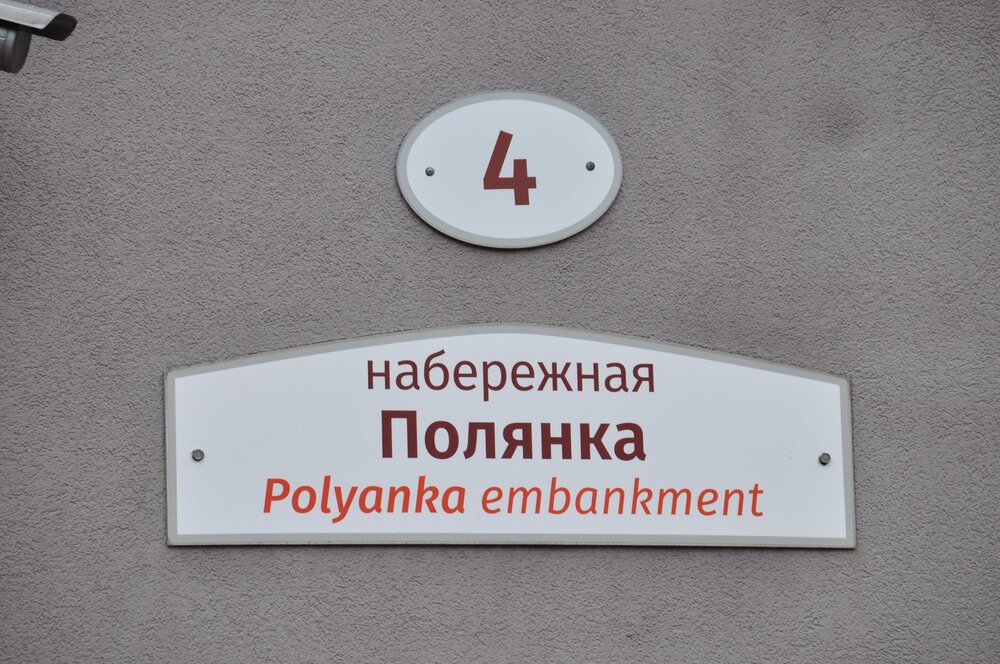 4
набережная
Полянка
Polyanka embankment